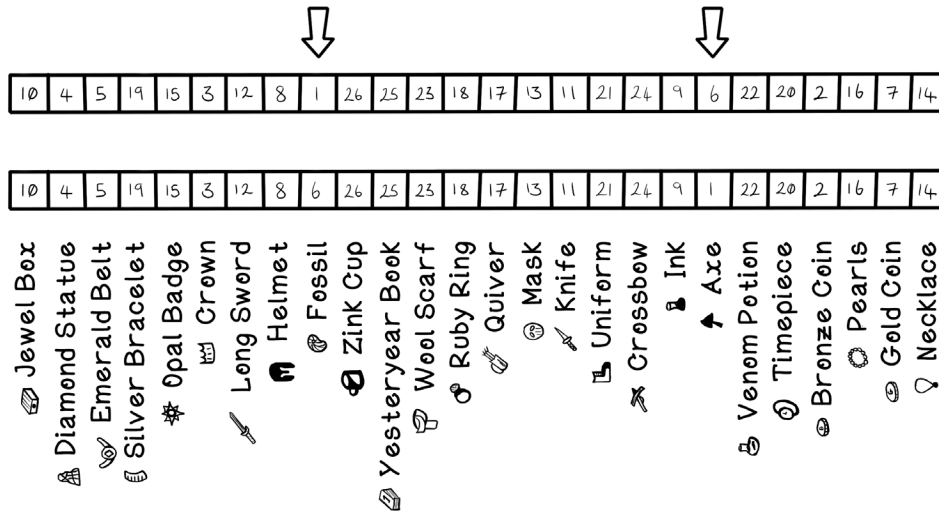 10 4 5 19 15 3 12 8 1 26 25 23 18 17 13 11 21 24 9 6 22 20 2 16 7 14
10 4 5 19 15 3 12 8 6 26 25 23 18 17 13 11 21 24 9 1 22 20 2 16 7 14
Jewel Box
Diamond Statue
Emerald Belt
Silver Bracelet
Opal Badge
Crown
Long Sword
Helmet
Fossil
Zink Cup
Yesteryear Book
Wool Scarf
Ruby Ring
Quiver
Mask
Knife
Uniform
Crossbow
Ink
Axe
Venom Potion
Timepiece
Bronze Coin
Pearls
Gold Coin
Necklace